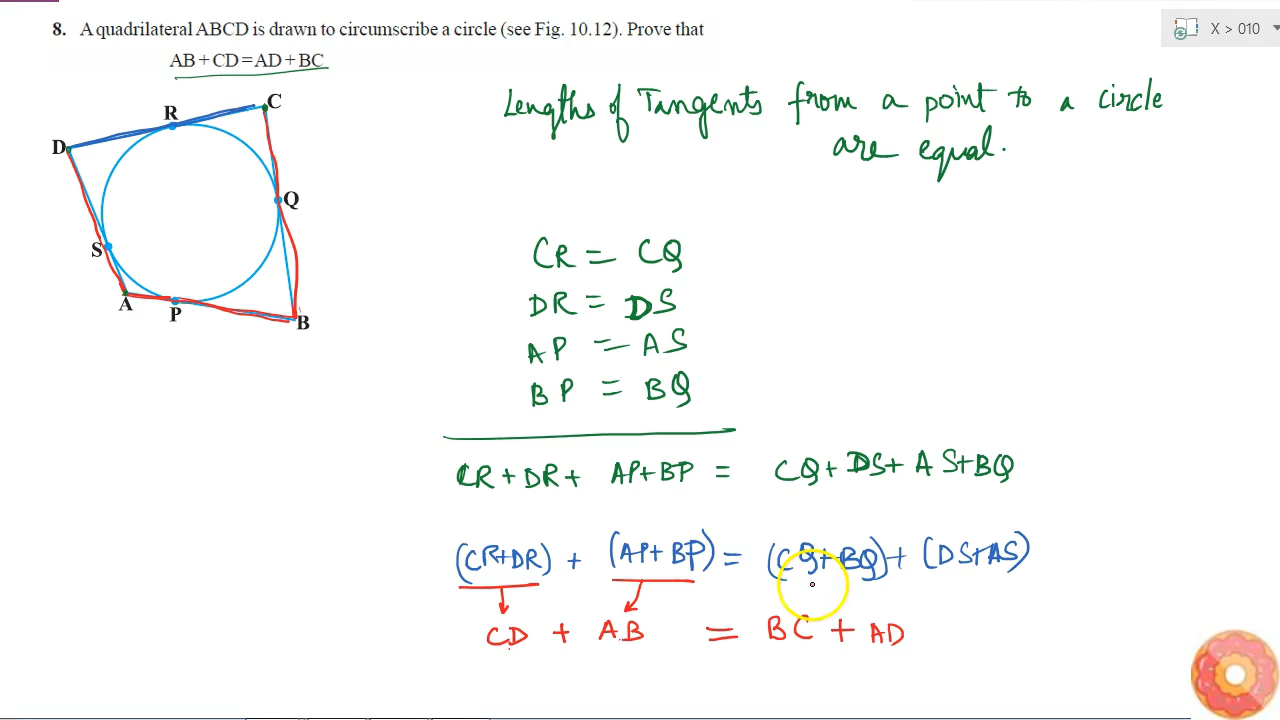 8. A quadrilateral ABCD is drawn to circumscribe a circle (see Fig. 10.12). Prove that
AB + CD = AD + BC
X > 010
Lengths of Tangents from a point to a circle
are equal.
C
R
D
Q
S
A
P
B
CR = CQ
DR = DS
AP = AS
BP = BQ
CR + DR + AP + BP = CQ + DS + AS + BQ
(CR + DR) + (AP + BP) = (CQ + BQ) + (DS + AS)
CD + AB = BC + AD